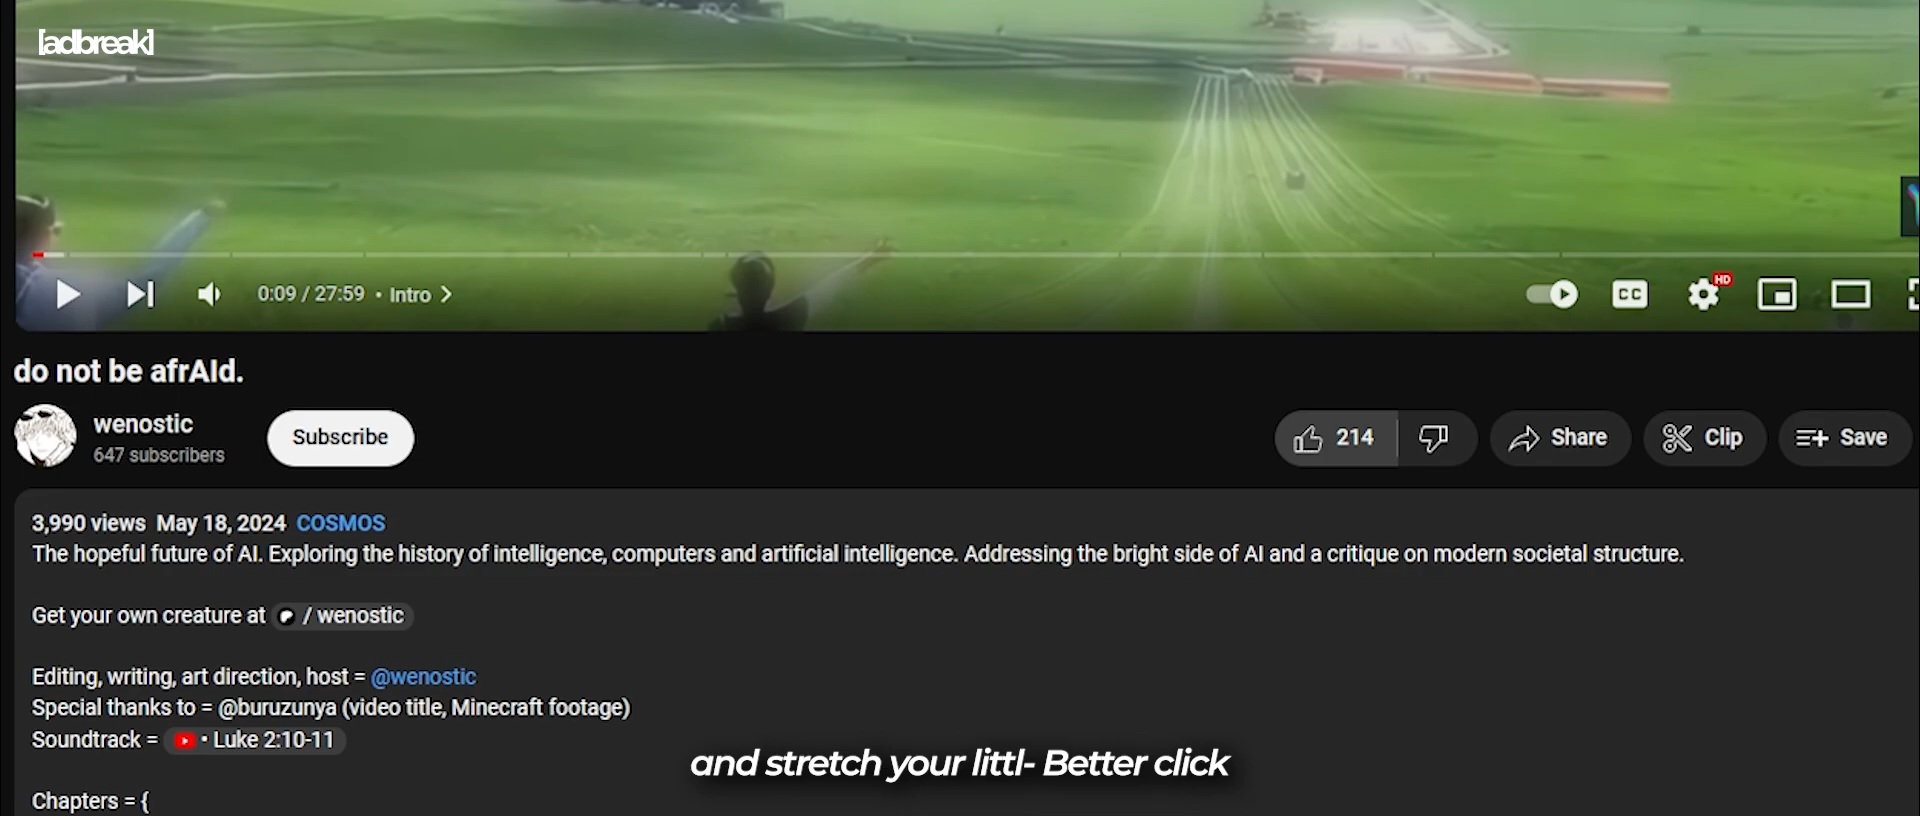 [adbreak]
0:09 / 27:59 • Intro
CC
HD
do not be afrAId.
wenostic
647 subscribers
Subscribe
214
Share
Clip
Save
3,990 views May 18, 2024 COSMOS
The hopeful future of AI. Exploring the history of intelligence, computers and artificial intelligence. Addressing the bright side of AI and a critique on modern societal structure.
Get your own creature at / wenostic
Editing, writing, art direction, host = @wenostic
Special thanks to = @buruzunya (video title, Minecraft footage)
Soundtrack = • Luke 2:10-11
and stretch your littl- Better click
Chapters = {